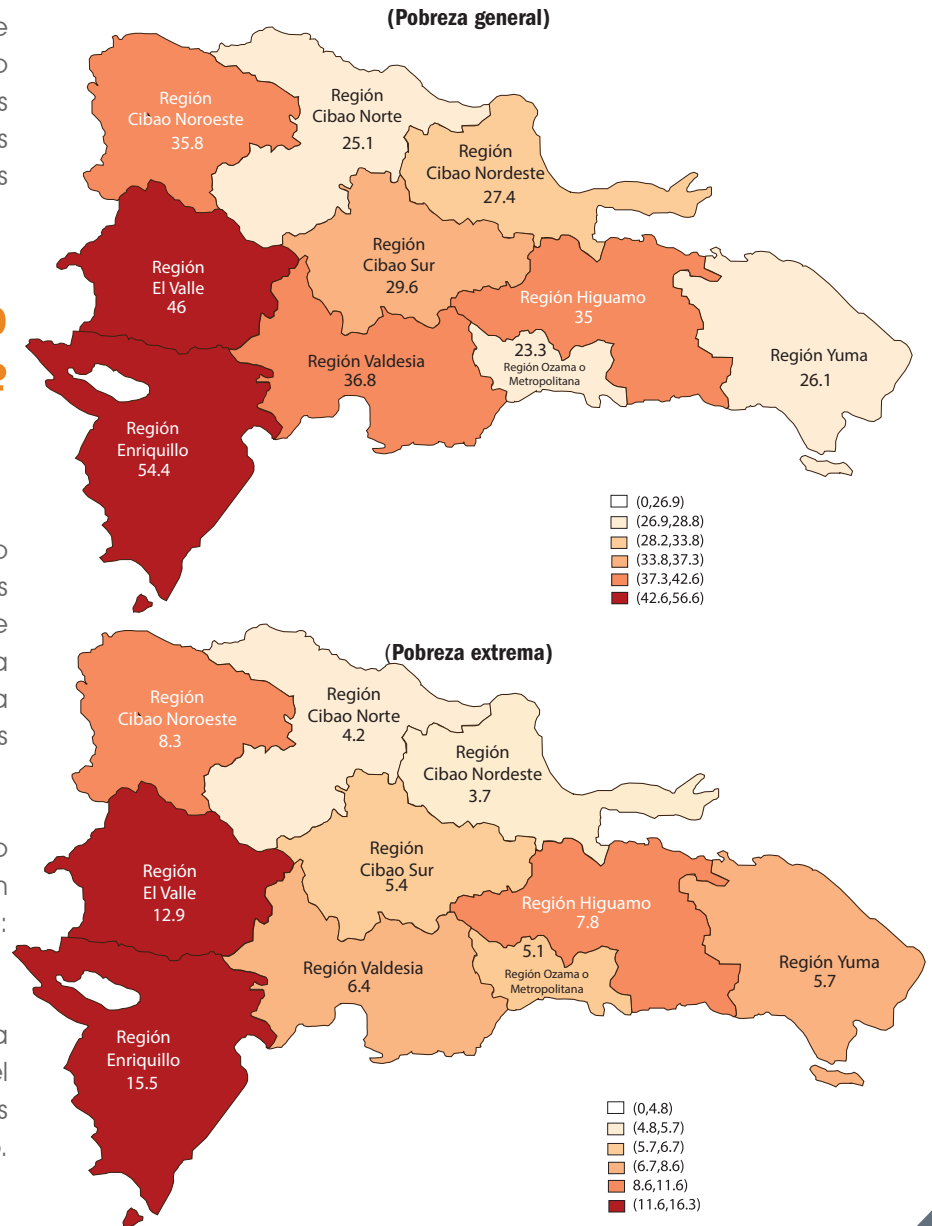 (Pobreza general)
Región
Cibao Noroeste
35.8
Región
Cibao Norte
25.1
Región
Cibao Nordeste
27.4
Región
El Valle
46
Región
Cibao Sur
29.6
Región Higuamo
35
Región Valdesia
36.8
23.3
Región Ozama o
Metropolitana
Región Yuma
26.1
Región
Enriquillo
54.4
(0,26.9)
(26.9,28.8)
(28.2,33.8)
(33.8,37.3)
(37.3,42.6)
(42.6,56.6)
(Pobreza extrema)
Región
Cibao Noroeste
8.3
Región
Cibao Norte
4.2
Región
Cibao Nordeste
3.7
Región
El Valle
12.9
Región
Cibao Sur
5.4
Región Higuamo
7.8
Región Valdesia
6.4
5.1
Región Ozama o
Metropolitana
Región Yuma
5.7
Región
Enriquillo
15.5
(0,4.8)
(4.8,5.7)
(5.7,6.7)
(6.7,8.6)
8.6,11.6)
(11.6,16.3)